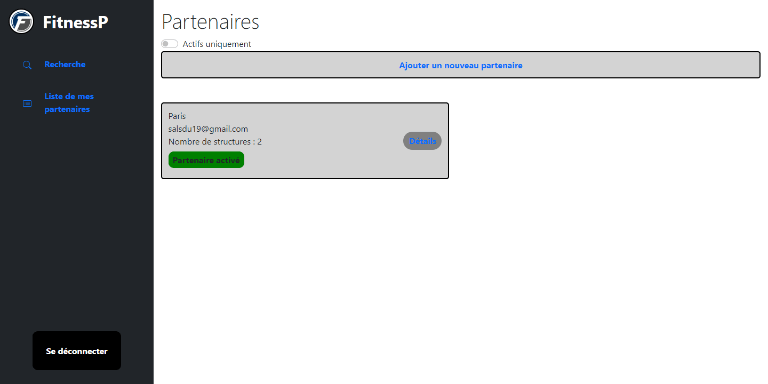 FitnessP
Recherche
Liste de mes
partenaires
Se déconnecter
Partenaires
Actifs uniquement
Ajouter un nouveau partenaire
Paris
salsdu19@gmail.com
Nombre de structures : 2
Partenaire activé
Détails